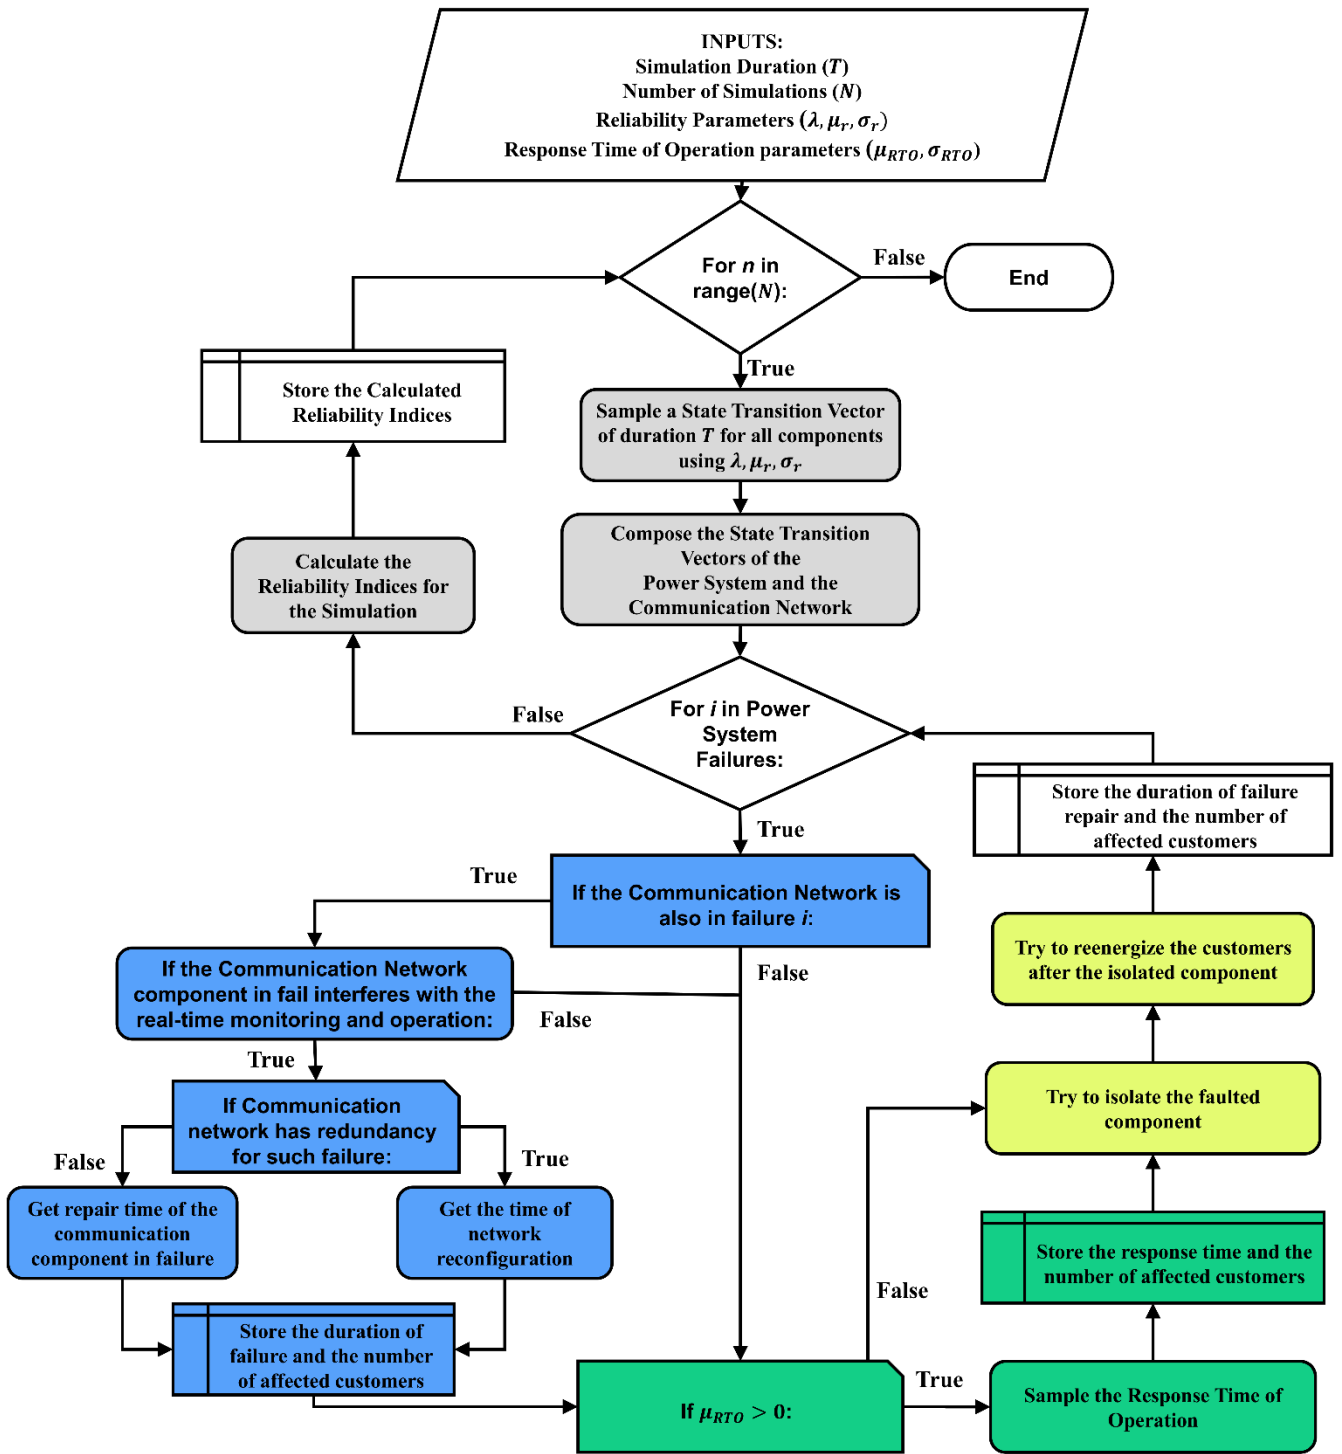 INPUTS:
Simulation Duration (T)
Number of Simulations (N)
Reliability Parameters (λ, μ_r, σ_r)
Response Time of Operation parameters (μ_RTO, σ_RTO)
For n in
range(N):
False
End
True
Store the Calculated
Reliability Indices
Sample a State Transition Vector
of duration T for all components
using λ, μ_r, σ_r
Compose the State Transition
Vectors of the
Power System and the
Communication Network
Calculate the
Reliability Indices for
the Simulation
False
For i in Power
System
Failures:
True
Store the duration of failure
repair and the number of
affected customers
True
If the Communication Network is
also in failure i:
False
Try to reenergize the customers
after the isolated component
If the Communication Network
component in fail interferes with the
real-time monitoring and operation:
False
True
If Communication
network has redundancy
for such failure:
Try to isolate the faulted
component
False
True
Get repair time of the
communication
component in failure
Get the time of
network
reconfiguration
Store the response time and the
number of affected customers
False
Store the duration of
failure and the number
of affected customers
If μ_RTO > 0:
True
Sample the Response Time of
Operation